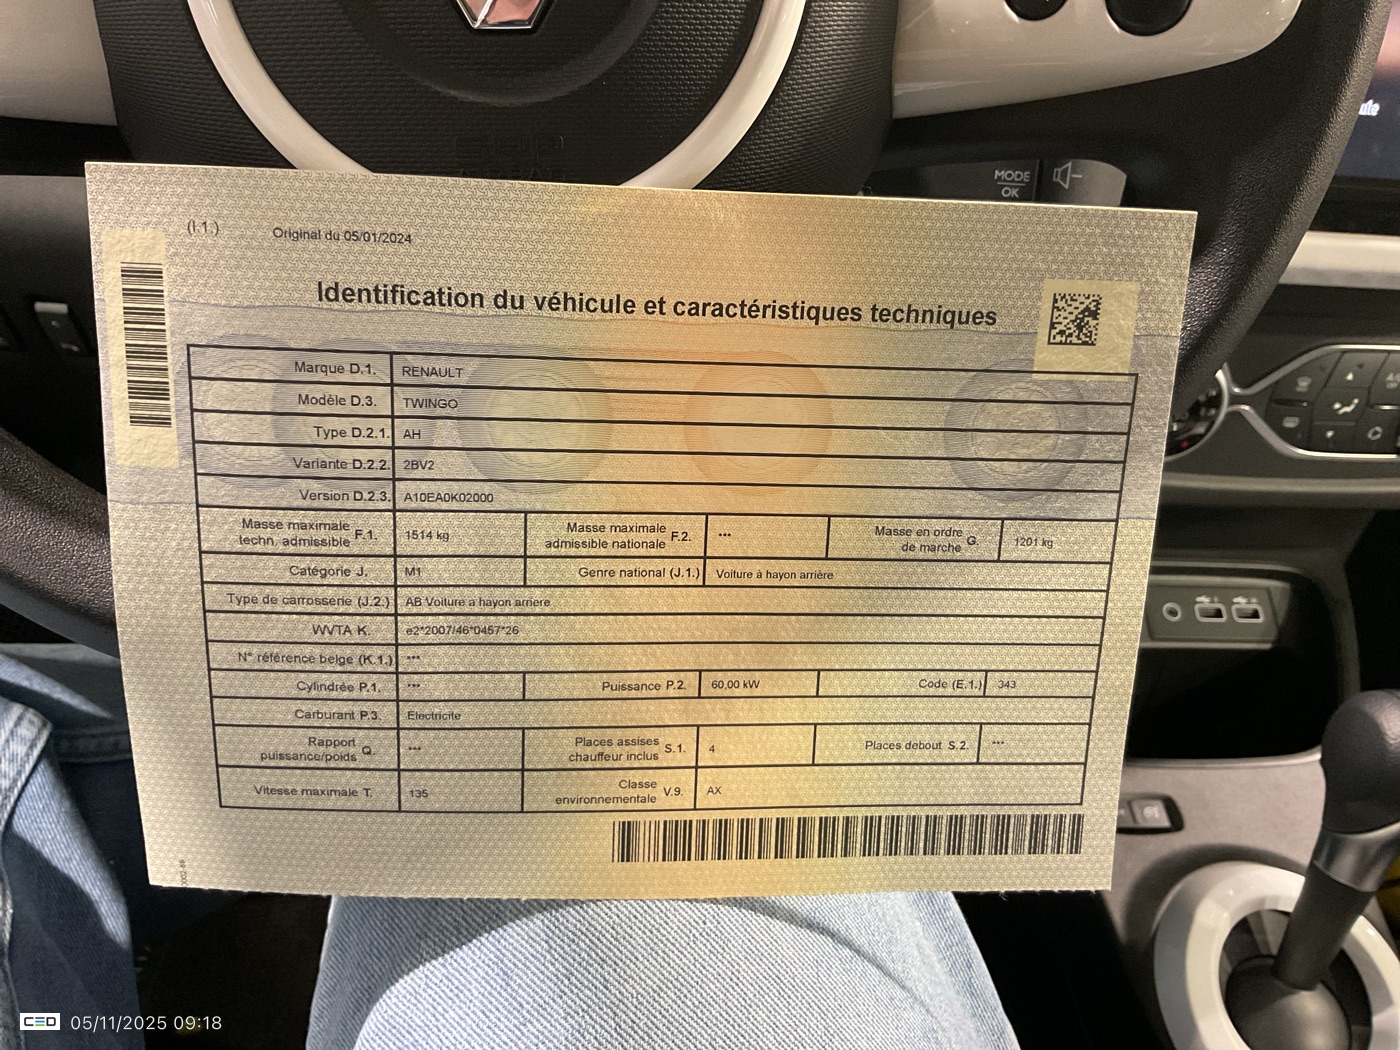 MODE
OK
(I.1.)
Original du 05/01/2024
Identification du véhicule et caractéristiques techniques
Marque D.1. RENAULT
Modèle D.3. TWINGO
Type D.2.1. AH
Variante D.2.2. 2BV2
Version D.2.3. A10EA0K02000
Masse maximale
techn. admissible F.1. 1514 kg
Masse maximale
admissible nationale F.2. ***
Masse en ordre
de marche G. 1201 kg
Catégorie J. M1
Genre national (J.1.) Voiture à hayon arrière
Type de carrosserie (J.2.) AB Voiture à hayon arrière
WVTA K. e2*2007/46*0457*26
N° référence belge (K.1.) ***
Cylindrée P.1. ***
Puissance P.2. 60,00 kW
Code (E.1.) 343
Carburant P.3. Electricité
Rapport
puissance/poids Q. ***
Places assises
chauffeur inclus S.1. 4
Places debout S.2. ***
Vitesse maximale T. 135
Classe
environnementale V.9. AX
CED 05/11/2025 09:18